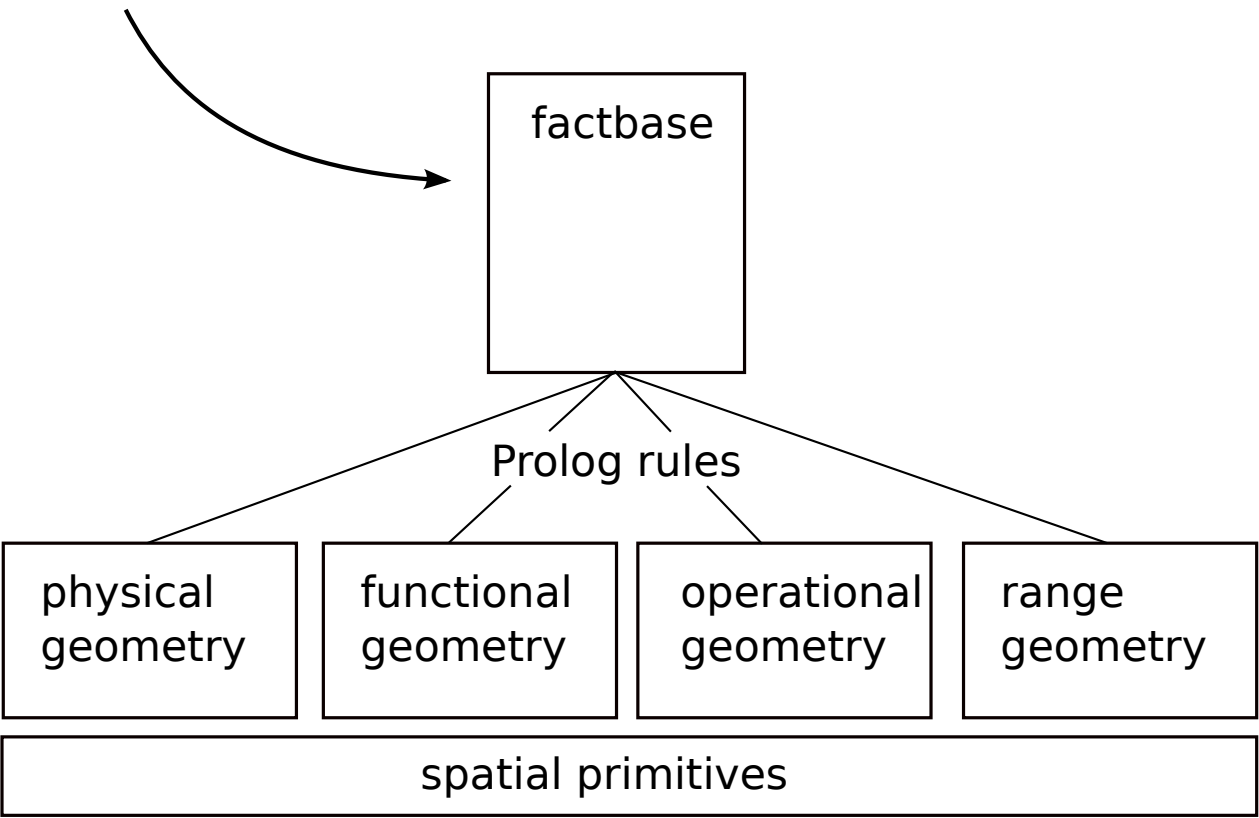 factbase
Prolog rules
physical
geometry
functional
geometry
operational
geometry
range
geometry
spatial primitives